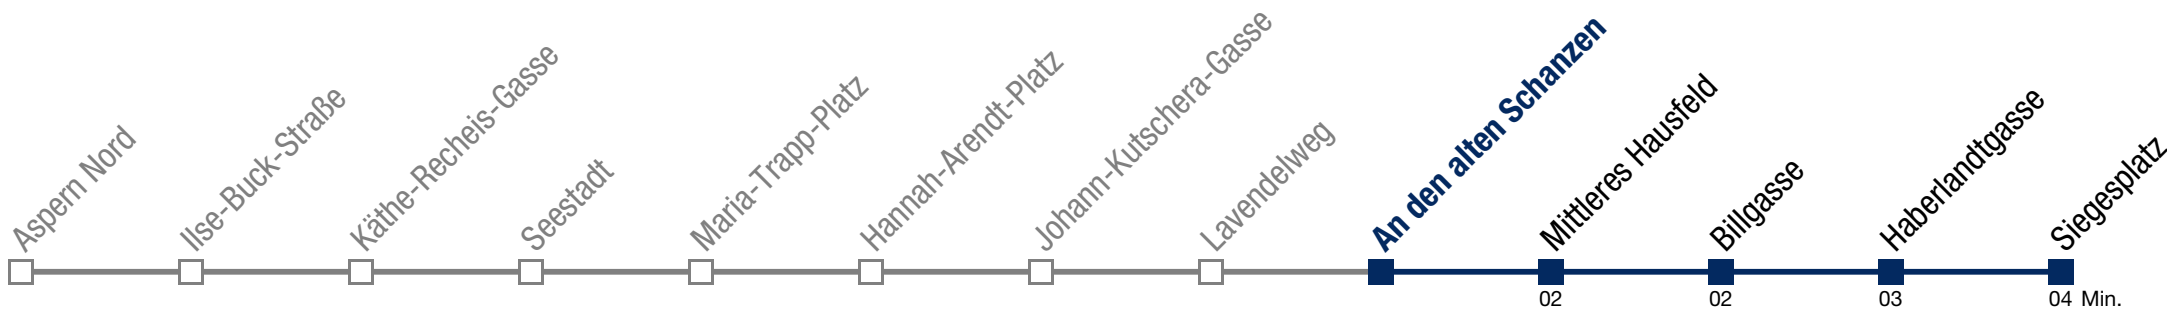 Aspern Nord
Ilse-Buck-Straße
Käthe-Recheis-Gasse
Seestadt
Maria-Trapp-Platz
Hannah-Arendt-Platz
Johann-Kutschera-Gasse
Lavendelweg
An den alten Schanzen
Mittleres Hausfeld
Billgasse
Haberlandtgasse
Siegesplatz
02 02 03 04 Min.